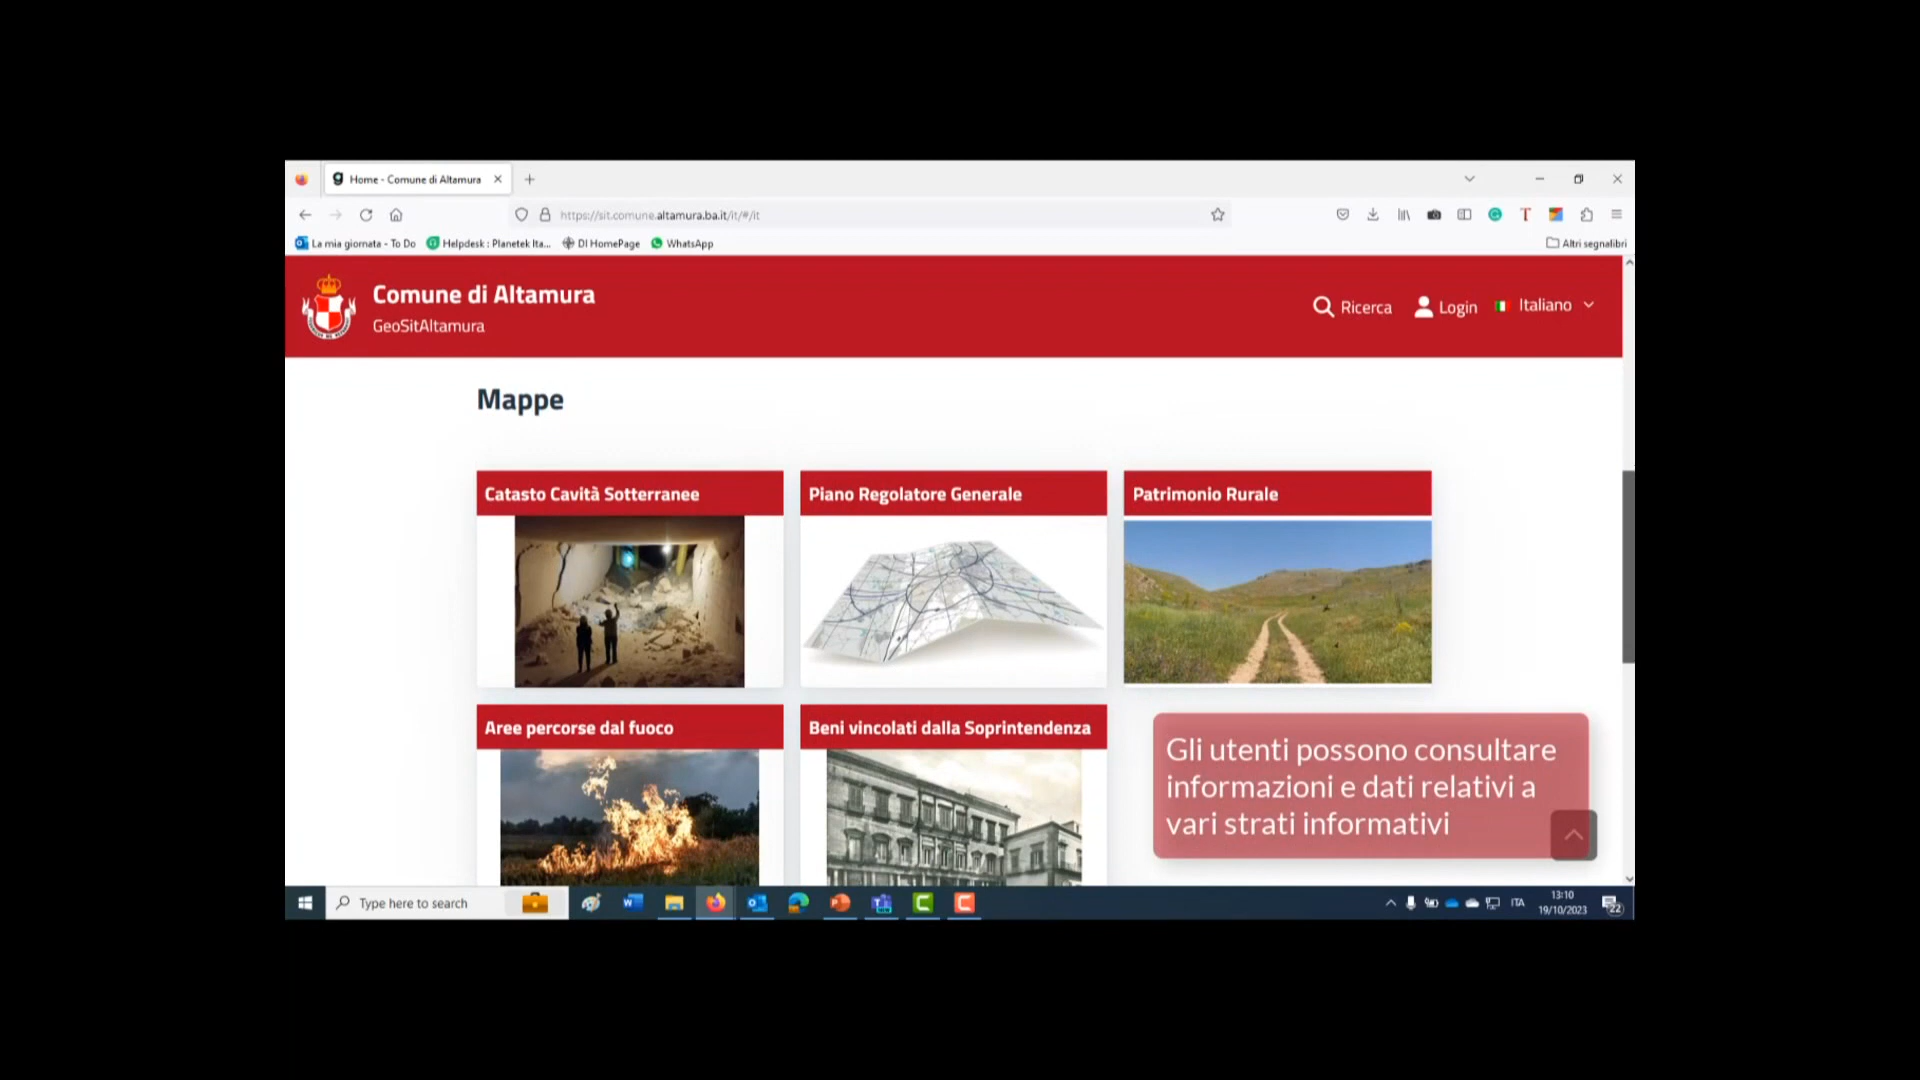 Home - Comune di Altamura
https://sit.comune.altamura.ba.it/it/#/it
La mia giornata - To Do
Helpdesk : Planetek Ita...
DI HomePage
WhatsApp
Altri segnalibri
Comune di Altamura
GeoSitAltamura
Ricerca
Login
Italiano
Mappe
Catasto Cavità Sotterranee
Piano Regolatore Generale
Patrimonio Rurale
Aree percorse dal fuoco
Beni vincolati dalla Soprintendenza
Gli utenti possono consultare
informazioni e dati relativi a
vari strati informativi
Type here to search
ITA
13:10
19/10/2023
22